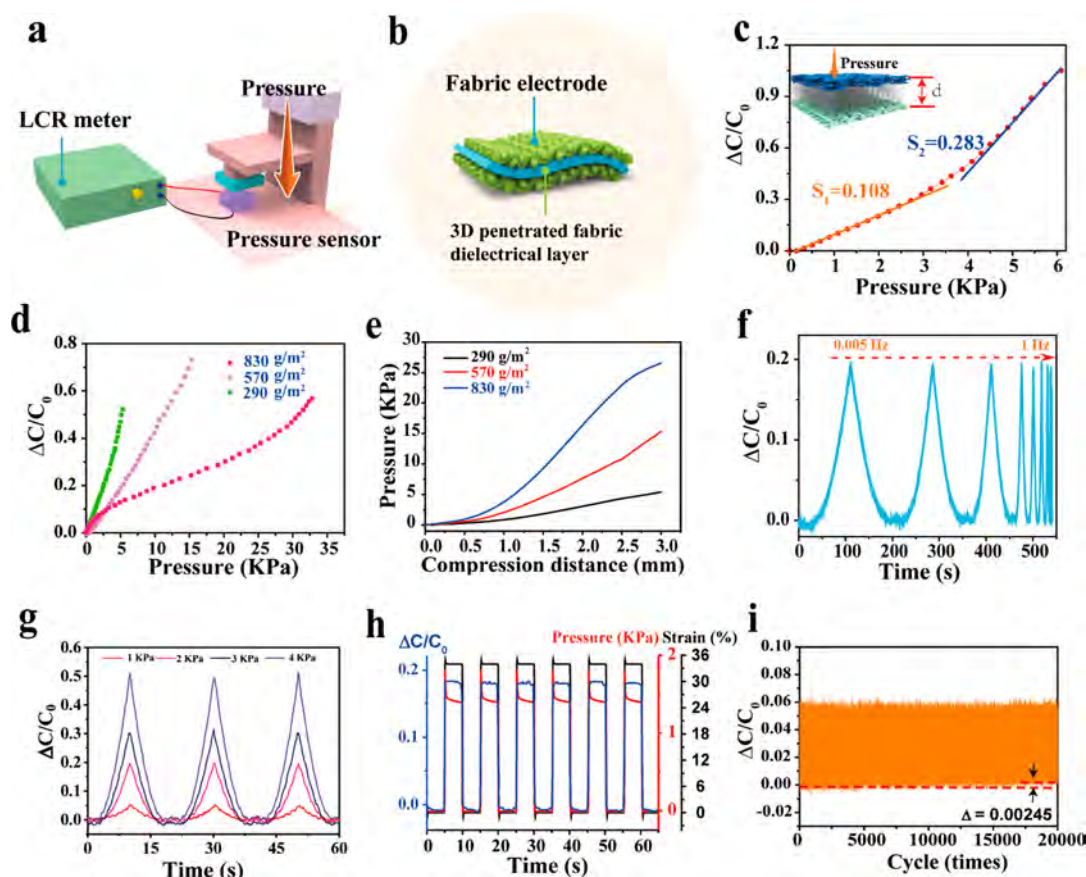 a
LCR meter
Pressure
Pressure sensor
b
Fabric electrode
3D penetrated fabric
dielectrical layer
c
1.2
0.9
0.6
0.3
0.0
ΔC/C₀
Pressure
d
S₂=0.283
S₁=0.108
0 1 2 3 4 5 6
Pressure (KPa)
d
0.8
0.6
0.4
0.2
0.0
ΔC/C₀
830 g/m²
570 g/m²
290 g/m²
0 5 10 15 20 25 30 35
Pressure (KPa)
e
30
25
20
15
10
5
0
Pressure (KPa)
290 g/m²
570 g/m²
830 g/m²
0.0 0.5 1.0 1.5 2.0 2.5 3.0
Compression distance (mm)
f
0.005 Hz 1 Hz
0.2
0.1
0.0
ΔC/C₀
0 100 200 300 400 500
Time (s)
g
0.6
0.5
0.4
0.3
0.2
0.1
0.0
ΔC/C₀
1 KPa 2 KPa 3 KPa 4 KPa
0 10 20 30 40 50 60
Time (s)
h
ΔC/C₀ Pressure (KPa) Strain (%)
0.2
0.1
0.0
2
1
0
36
30
24
18
12
6
0
0 10 20 30 40 50 60
Time (s)
i
0.10
0.08
0.06
0.04
0.02
0.00
-0.02
ΔC/C₀
Δ = 0.00245
0 5000 10000 15000 20000
Cycle (times)